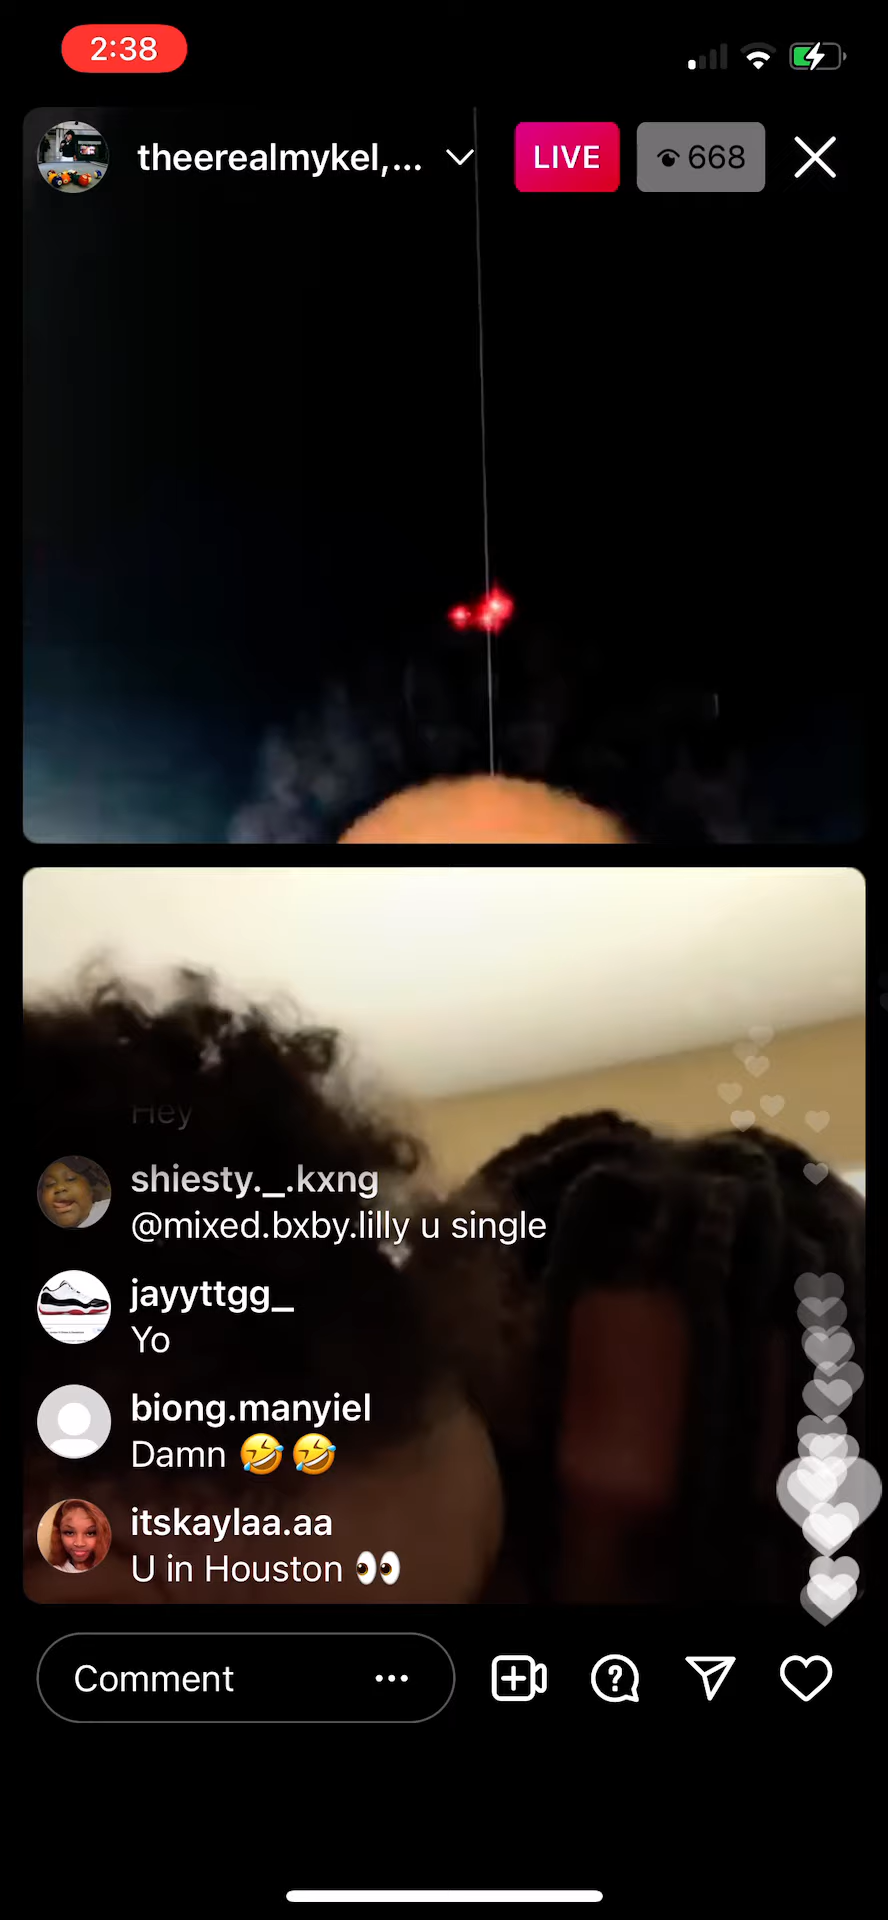 2:38
theerealmykel,...
LIVE
668
Hey
shiesty._.kxng
@mixed.bxby.lilly u single
jayyttgg_
Yo
biong.manyiel
Damn 🤣🤣
itskaylaa.aa
U in Houston 👀
Comment